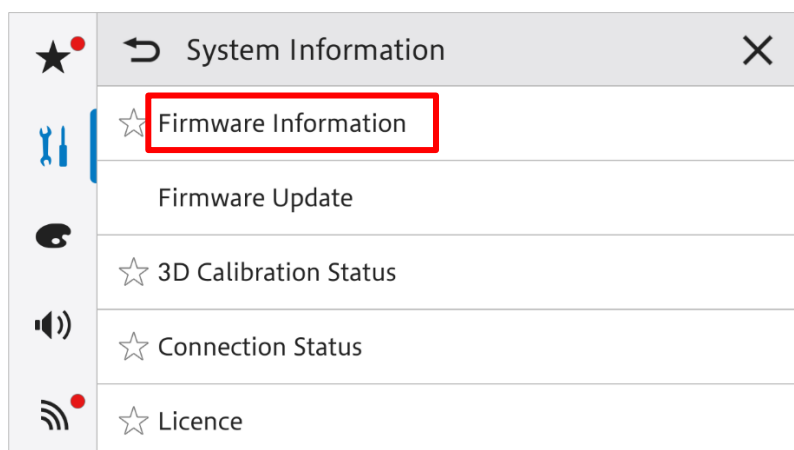 System Information
Firmware Information
Firmware Update
3D Calibration Status
Connection Status
Licence